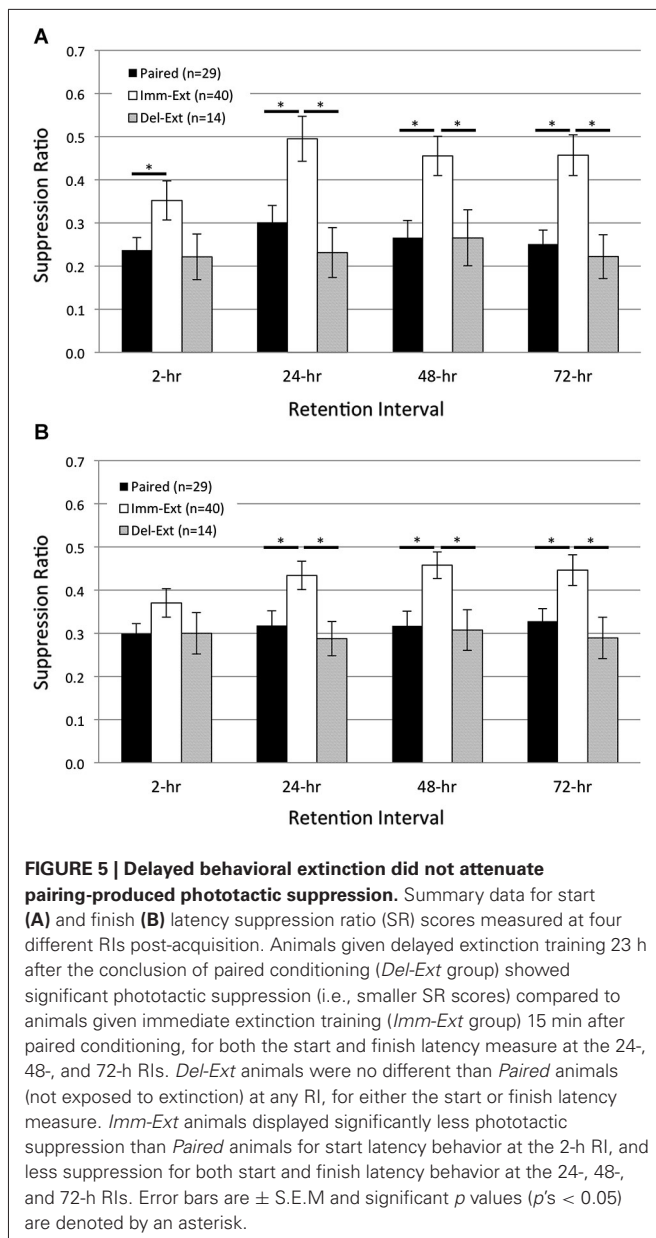 A
0.7
Paired (n=29)
0.6
Imm-Ext (n=40)
Del-Ext (n=14)
* * * * * *
0.5
*
0.4
Suppression Ratio
0.3
0.2
0.1
0.0
2-hr 24-hr 48-hr 72-hr
Retention Interval
B
0.7
Paired (n=29)
0.6
Imm-Ext (n=40)
Del-Ext (n=14)
* * * * * *
0.5
0.4
Suppression Ratio
0.3
0.2
0.1
0.0
2-hr 24-hr 48-hr 72-hr
Retention Interval
FIGURE 5 | Delayed behavioral extinction did not attenuate
pairing-produced phototactic suppression. Summary data for start
(A) and finish (B) latency suppression ratio (SR) scores measured at four
different RIs post-acquisition. Animals given delayed extinction training 23 h
after the conclusion of paired conditioning (Del-Ext group) showed
significant phototactic suppression (i.e., smaller SR scores) compared to
animals given immediate extinction training (Imm-Ext group) 15 min after
paired conditioning, for both the start and finish latency measure at the 24-,
48-, and 72-h RIs. Del-Ext animals were no different than Paired animals
(not exposed to extinction) at any RI, for either the start or finish latency
measure. Imm-Ext animals displayed significantly less phototactic
suppression than Paired animals for start latency behavior at the 2-h RI, and
less suppression for both start and finish latency behavior at the 24-, 48-,
and 72-h RIs. Error bars are ± S.E.M and significant p values (p's < 0.05)
are denoted by an asterisk.